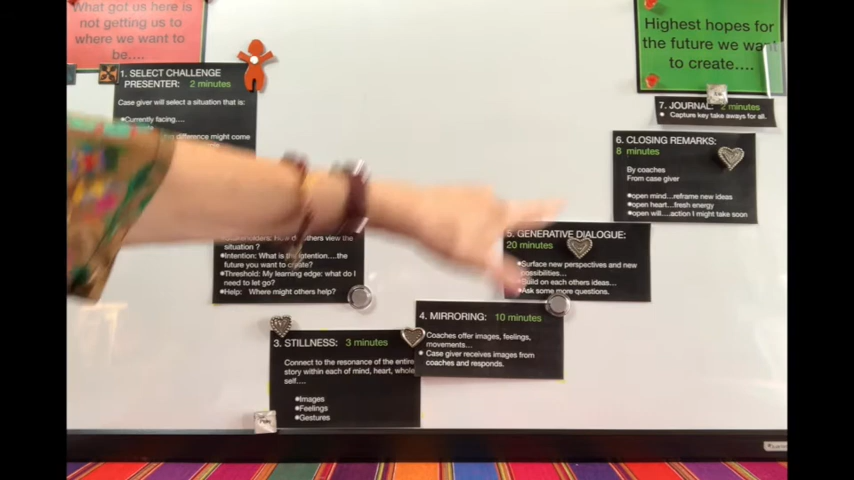 What got us here is
not getting us to
where we want to
be....
1. SELECT CHALLENGE
PRESENTER: 2 minutes
Case giver will select a situation that is:
●Currently facing....
difference might come
others view the
situation ?
●Intention: What is the intention....the
future you want to create?
●Threshold: My learning edge: what do I
need to let go?
●Help: Where might others help?
3. STILLNESS: 3 minutes
Connect to the resonance of the entire
story within each of mind, heart, whole
self....
●Images
●Feelings
●Gestures
4. MIRRORING: 10 minutes
Coaches offer images, feelings,
movements...
●Case giver receives images from
coaches and responds.
5. GENERATIVE DIALOGUE:
20 minutes
●Surface new perspectives and new
possibilities...
●Build on each others ideas...
●Ask some more questions.
6. CLOSING REMARKS:
8 minutes
By coaches
From case giver
●open mind...reframe new ideas
●open heart...fresh energy
●open will....action I might take soon
7. JOURNAL: 2 minutes
● Capture key take aways for all.
Highest hopes for
the future we want
to create....